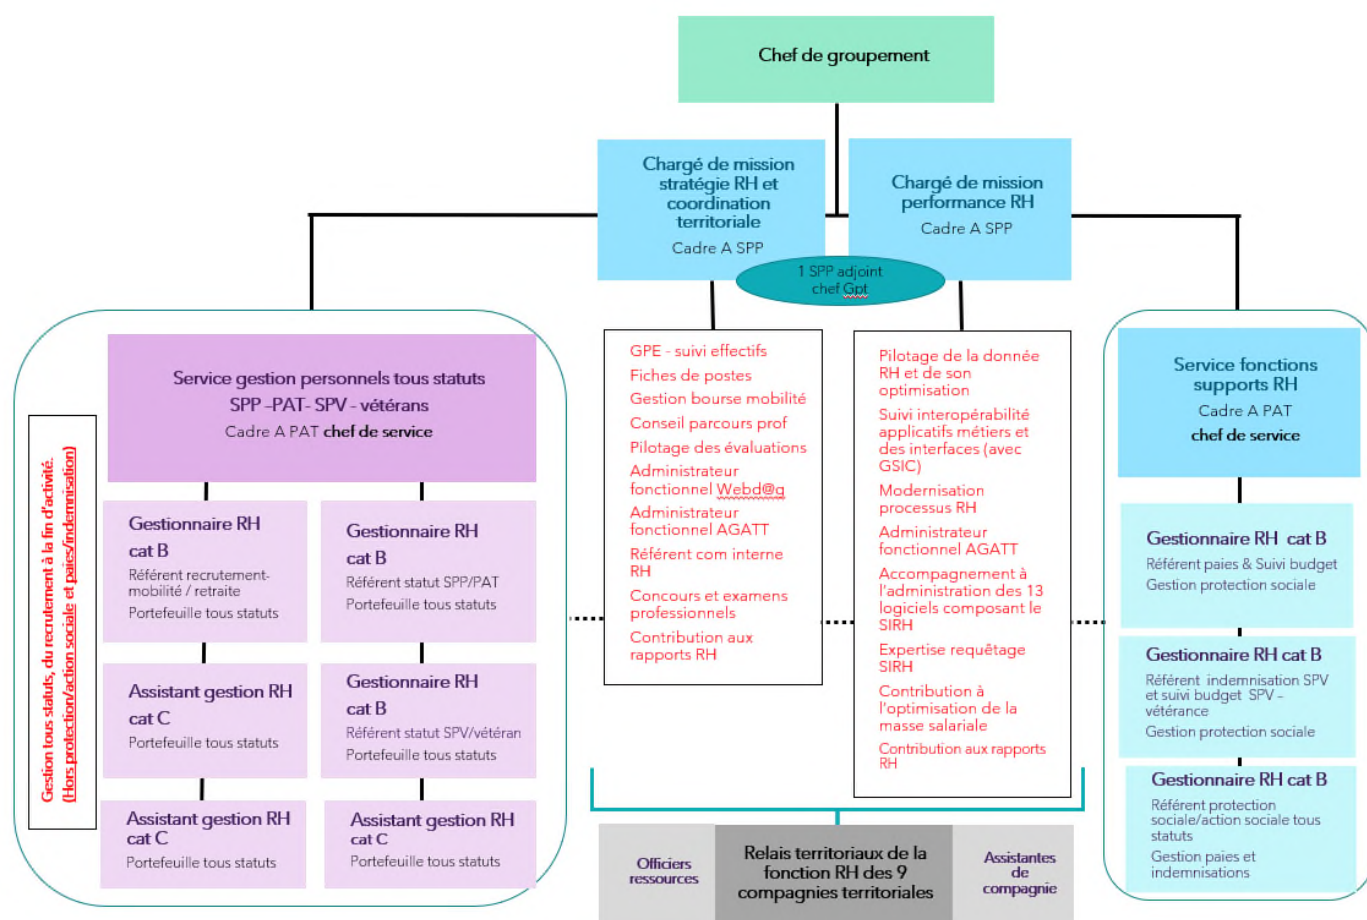 Chef de groupement
Chargé de mission
stratégie RH et
coordination
territoriale
Cadre A SPP
Chargé de mission
performance RH
Cadre A SPP
1 SPP adjoint
chef Gpt
Gestion tous statuts, du recrutement à la fin d'activité.
(Hors protection/action sociale et paies/indemnisation)
Service gestion personnels tous statuts
SPP –PAT- SPV - vétérans
Cadre A PAT chef de service
Gestionnaire RH
cat B
Référent recrutement-
mobilité / retraite
Portefeuille tous statuts
Assistant gestion RH
cat C
Portefeuille tous statuts
Assistant gestion RH
cat C
Portefeuille tous statuts
Gestionnaire RH
cat B
Référent statut SPP/PAT
Portefeuille tous statuts
Gestionnaire RH
cat B
Référent statut SPV/vétéran
Portefeuille tous statuts
Assistant gestion RH
cat C
Portefeuille tous statuts
GPE - suivi effectifs
Fiches de postes
Gestion bourse mobilité
Conseil parcours prof
Pilotage des évaluations
Administrateur
fonctionnel Webd@g
Administrateur
fonctionnel AGATT
Référent com interne
RH
Concours et examens
professionnels
Contribution aux
rapports RH
Pilotage de la donnée
RH et de son
optimisation
Suivi interopérabilité
applicatifs métiers et
des interfaces (avec
GSIC)
Modernisation
processus RH
Administrateur
fonctionnel AGATT
Accompagnement à
l'administration des 13
logiciels composant le
SIRH
Expertise requêtage
SIRH
Contribution à
l'optimisation de la
masse salariale
Contribution aux rapports
RH
Service fonctions
supports RH
Cadre A PAT
chef de service
Gestionnaire RH cat B
Référent paies & Suivi budget
Gestion protection sociale
Gestionnaire RH cat B
Référent indemnisation SPV
et suivi budget SPV –
vétérance
Gestion protection sociale
Gestionnaire RH cat B
Référent protection
sociale/action sociale tous
statuts
Gestion paies et
indemnisations
Officiers
ressources
Relais territoriaux de la
fonction RH des 9
compagnies territoriales
Assistantes
de
compagnie